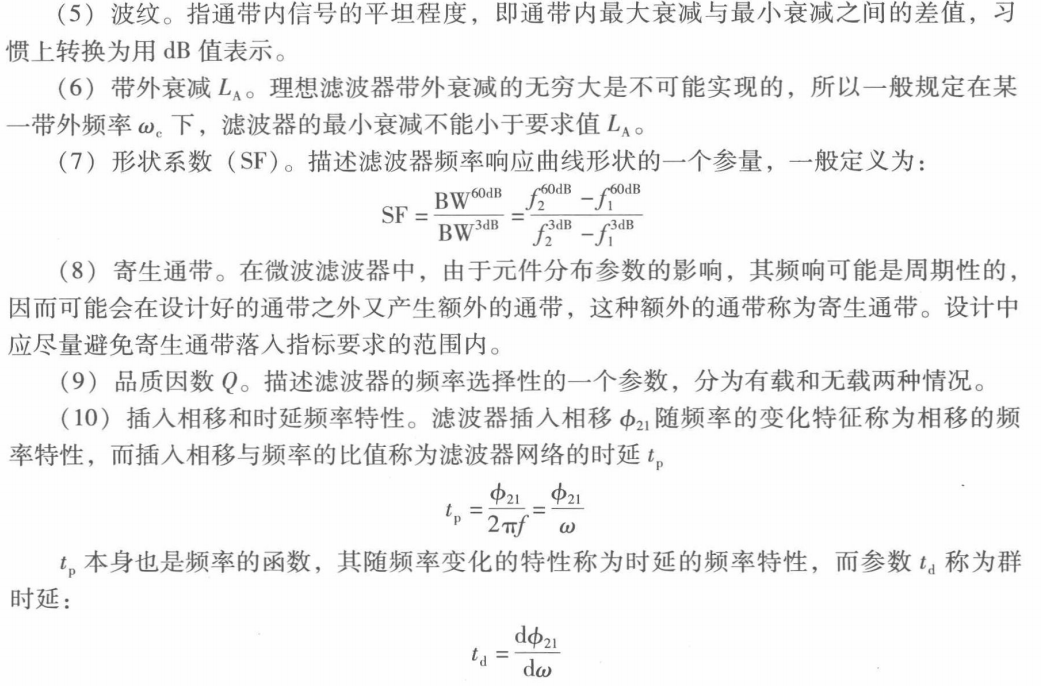 （5）波纹。指通带内信号的平坦程度，即通带内最大衰减与最小衰减之间的差值，习
惯上转换为用 dB 值表示。
（6）带外衰减 L_A。理想滤波器带外衰减的无穷大是不可能实现的，所以一般规定在某
一带外频率 ω_c 下，滤波器的最小衰减不能小于要求值 L_A。
（7）形状系数（SF）。描述滤波器频率响应曲线形状的一个参量，一般定义为：
SF = BW^{60dB} / BW^{3dB} = (f_2^{60dB} - f_1^{60dB}) / (f_2^{3dB} - f_1^{3dB})
（8）寄生通带。在微波滤波器中，由于元件分布参数的影响，其频响可能是周期性的，
因而可能会在设计好的通带之外又产生额外的通带，这种额外的通带称为寄生通带。设计中
应尽量避免寄生通带落入指标要求的范围内。
（9）品质因数 Q。描述滤波器的频率选择性的一个参数，分为有载和无载两种情况。
（10）插入相移和时延频率特性。滤波器插入相移 ϕ_{21} 随频率的变化特征称为相移的频
率特性，而插入相移与频率的比值称为滤波器网络的时延 t_p
t_p = ϕ_{21} / 2πf = ϕ_{21} / ω
t_p 本身也是频率的函数，其随频率变化的特性称为时延的频率特性，而参数 t_d 称为群
时延：
t_d = dϕ_{21} / dω